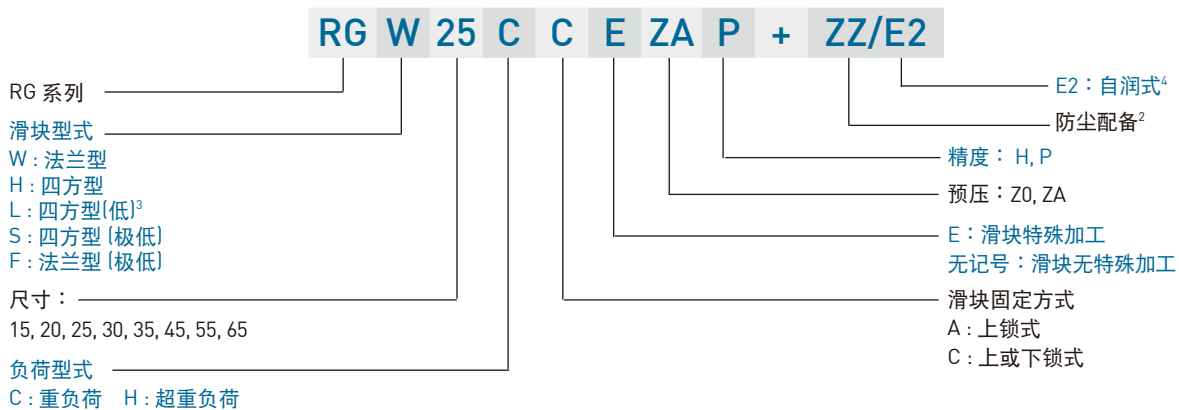 RG W 25 C C E ZA P + ZZ/E2
RG 系列
滑块型式
W : 法兰型
H : 四方型
L : 四方型(低)³
S : 四方型 (极低)
F : 法兰型 (极低)
尺寸：
15, 20, 25, 30, 35, 45, 55, 65
负荷型式
C : 重负荷 H : 超重负荷
E2：自润式⁴
防尘配备²
精度： H, P
预压：Z0, ZA
E：滑块特殊加工
无记号：滑块无特殊加工
滑块固定方式
A : 上锁式
C : 上或下锁式